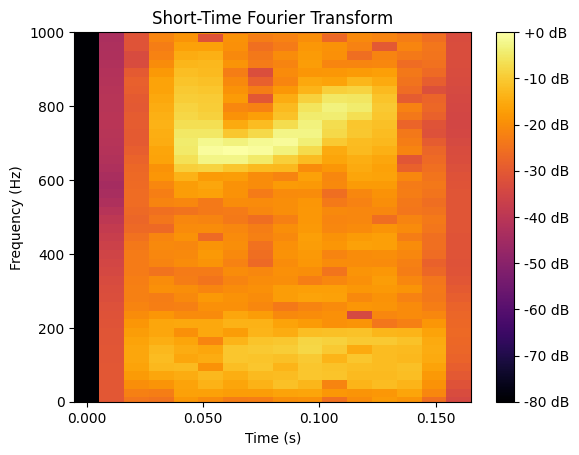 Short-Time Fourier Transform
Frequency (Hz)
1000
800
600
400
200
0
0.000 0.050 0.100 0.150
Time (s)
+0 dB
-10 dB
-20 dB
-30 dB
-40 dB
-50 dB
-60 dB
-70 dB
-80 dB